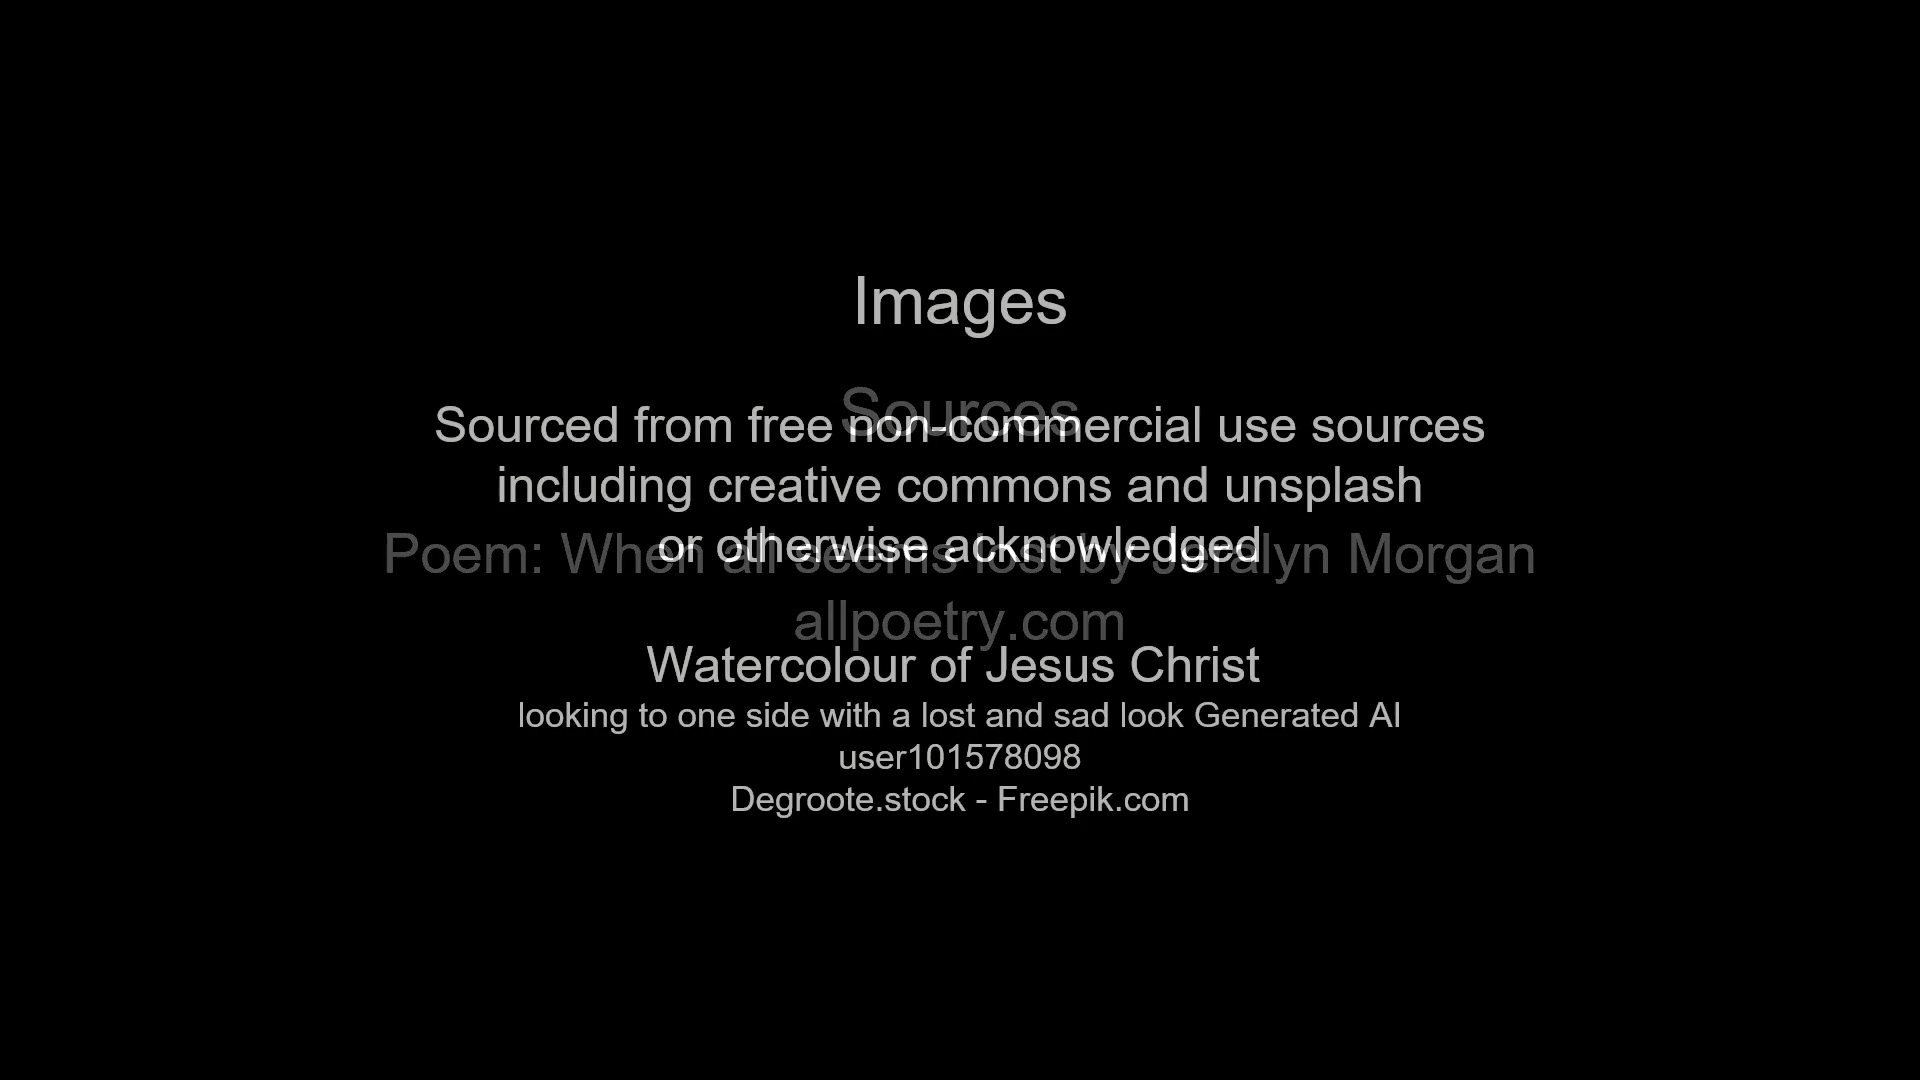 Images
Sources
Sourced from free non-commercial use sources
including creative commons and unsplash
or otherwise acknowledged
Poem: When all seems lost by Jeralyn Morgan
allpoetry.com
Watercolour of Jesus Christ
looking to one side with a lost and sad look Generated AI
user101578098
Degroote.stock - Freepik.com